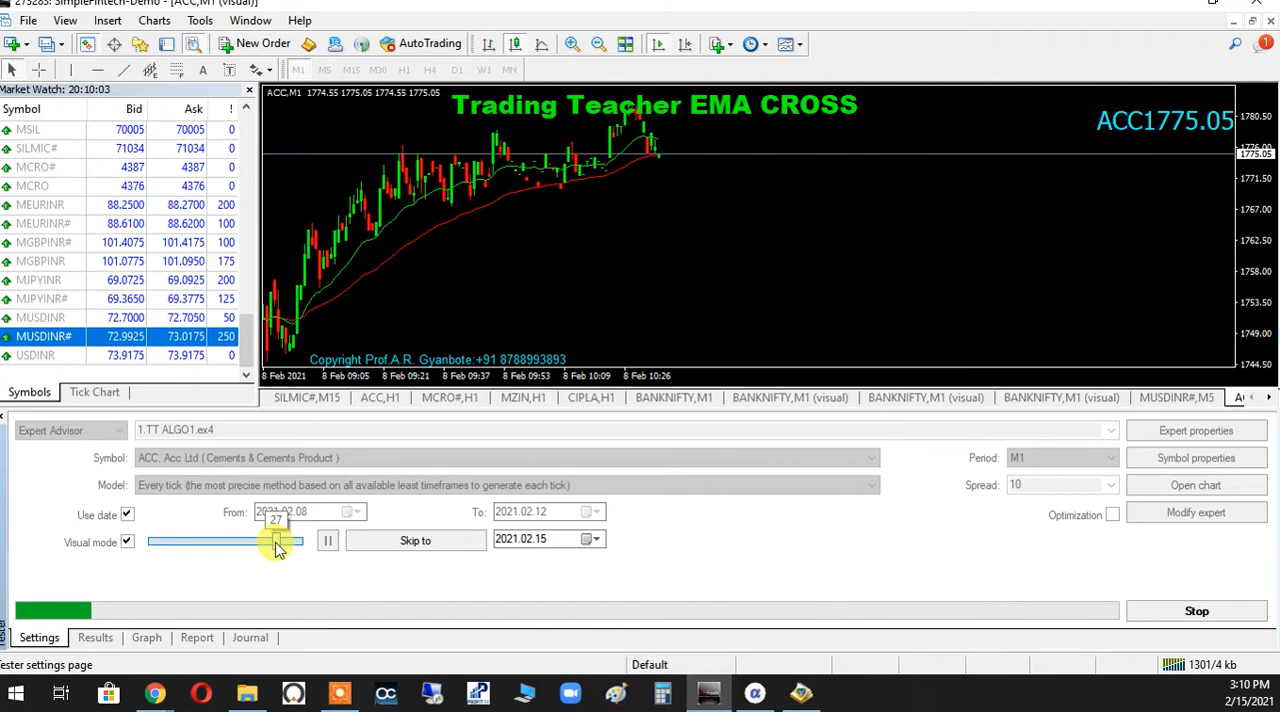 275283: SimpleFintech-Demo - [ACC,M1 (visual)]
File View Insert Charts Tools Window Help
New Order AutoTrading 1
A T M1 M5 M15 M30 H1 H4 D1 W1 MN
Market Watch: 20:10:03
Symbol Bid Ask !
MSIL 70005 70005 0
SILMIC# 71034 71034 0
MCRO# 4387 4387 0
MCRO 4376 4376 0
MEURINR 88.2500 88.2700 200
MEURINR# 88.6100 88.6200 100
MGBPINR# 101.4075 101.4175 100
MGBPINR 101.0775 101.0950 175
MJPYINR 69.0725 69.0925 200
MJPYINR# 69.3650 69.3775 125
MUSDINR 72.7000 72.7050 50
MUSDINR# 72.9925 73.0175 250
USDINR 73.9175 73.9175 0
Symbols Tick Chart
ACC,M1 1774.55 1775.05 1774.55 1775.05
Trading Teacher EMA CROSS
ACC1775.05
1780.50
1776.00
1775.05
1771.50
1767.00
1762.50
1758.00
1753.50
1749.00
1744.50
Copyright Prof.A.R. Gyanbote:+91 8788993893
8 Feb 2021 8 Feb 09:05 8 Feb 09:21 8 Feb 09:37 8 Feb 09:53 8 Feb 10:09 8 Feb 10:26
SILMIC#,M15 ACC,H1 MCRO#,H1 MZIN,H1 CIPLA,H1 BANKNIFTY,M1 BANKNIFTY,M1 (visual) BANKNIFTY,M1 (visual) BANKNIFTY,M1 (visual) MUSDINR#,M5
Expert Advisor 1.TT ALGO1.ex4 Expert properties
Symbol: ACC, Acc Ltd ( Cements & Cements Product ) Period: M1 Symbol properties
Model: Every tick (the most precise method based on all available least timeframes to generate each tick) Spread: 10 Open chart
Use date From: To: 2021.02.12 Optimization Modify expert
27
Visual mode Skip to 2021.02.15
Stop
Settings Results Graph Report Journal
Tester settings page Default 1301/4 kb
3:10 PM
2/15/2021